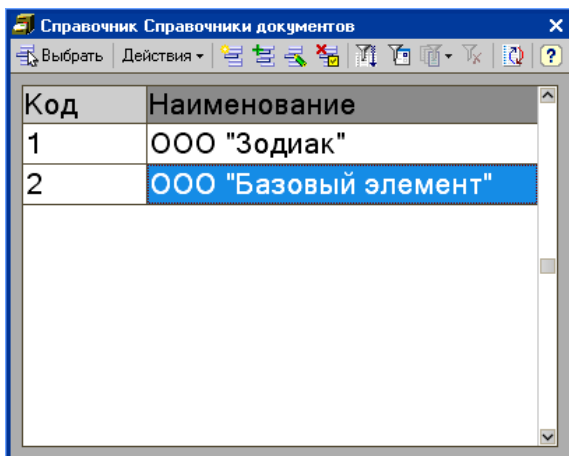 Справочник Справочники документов
Выбрать Действия
Код Наименование
1 ООО "Зодиак"
2 ООО "Базовый элемент"